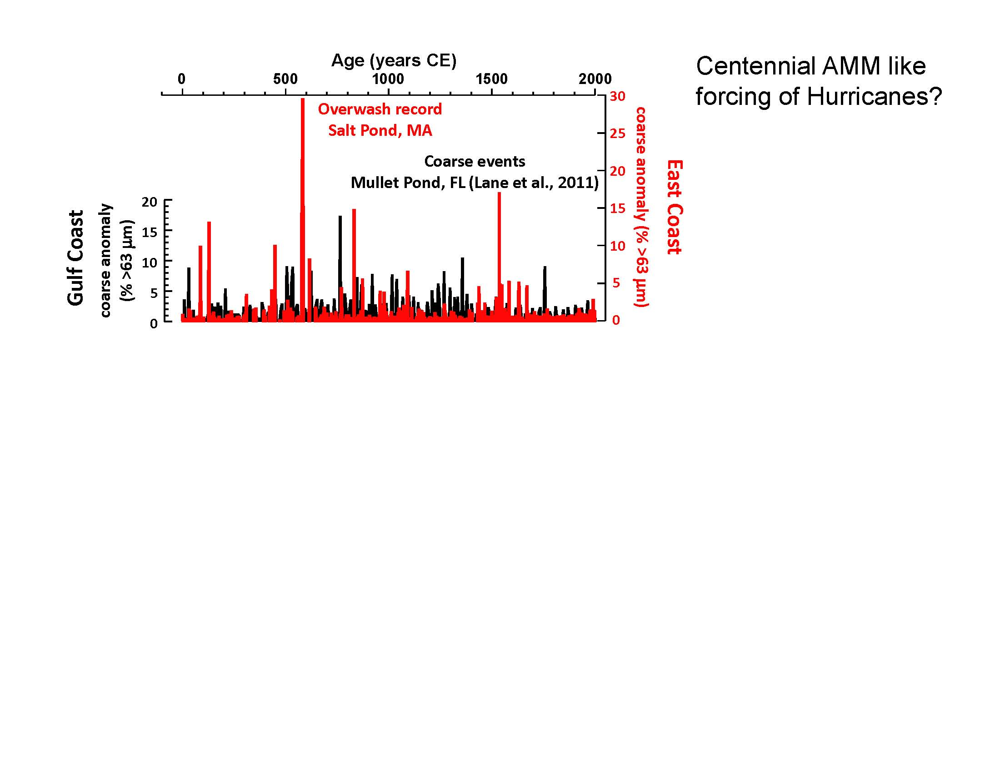 Age (years CE)
0 500 1000 1500 2000
Centennial AMM like
forcing of Hurricanes?
Overwash record
Salt Pond, MA
Coarse events
Mullet Pond, FL (Lane et al., 2011)
Gulf Coast
coarse anomaly
(% >63 µm)
20
15
10
5
0
30
25
20
15
10
5
0
coarse anomaly (% >63 µm)
East Coast